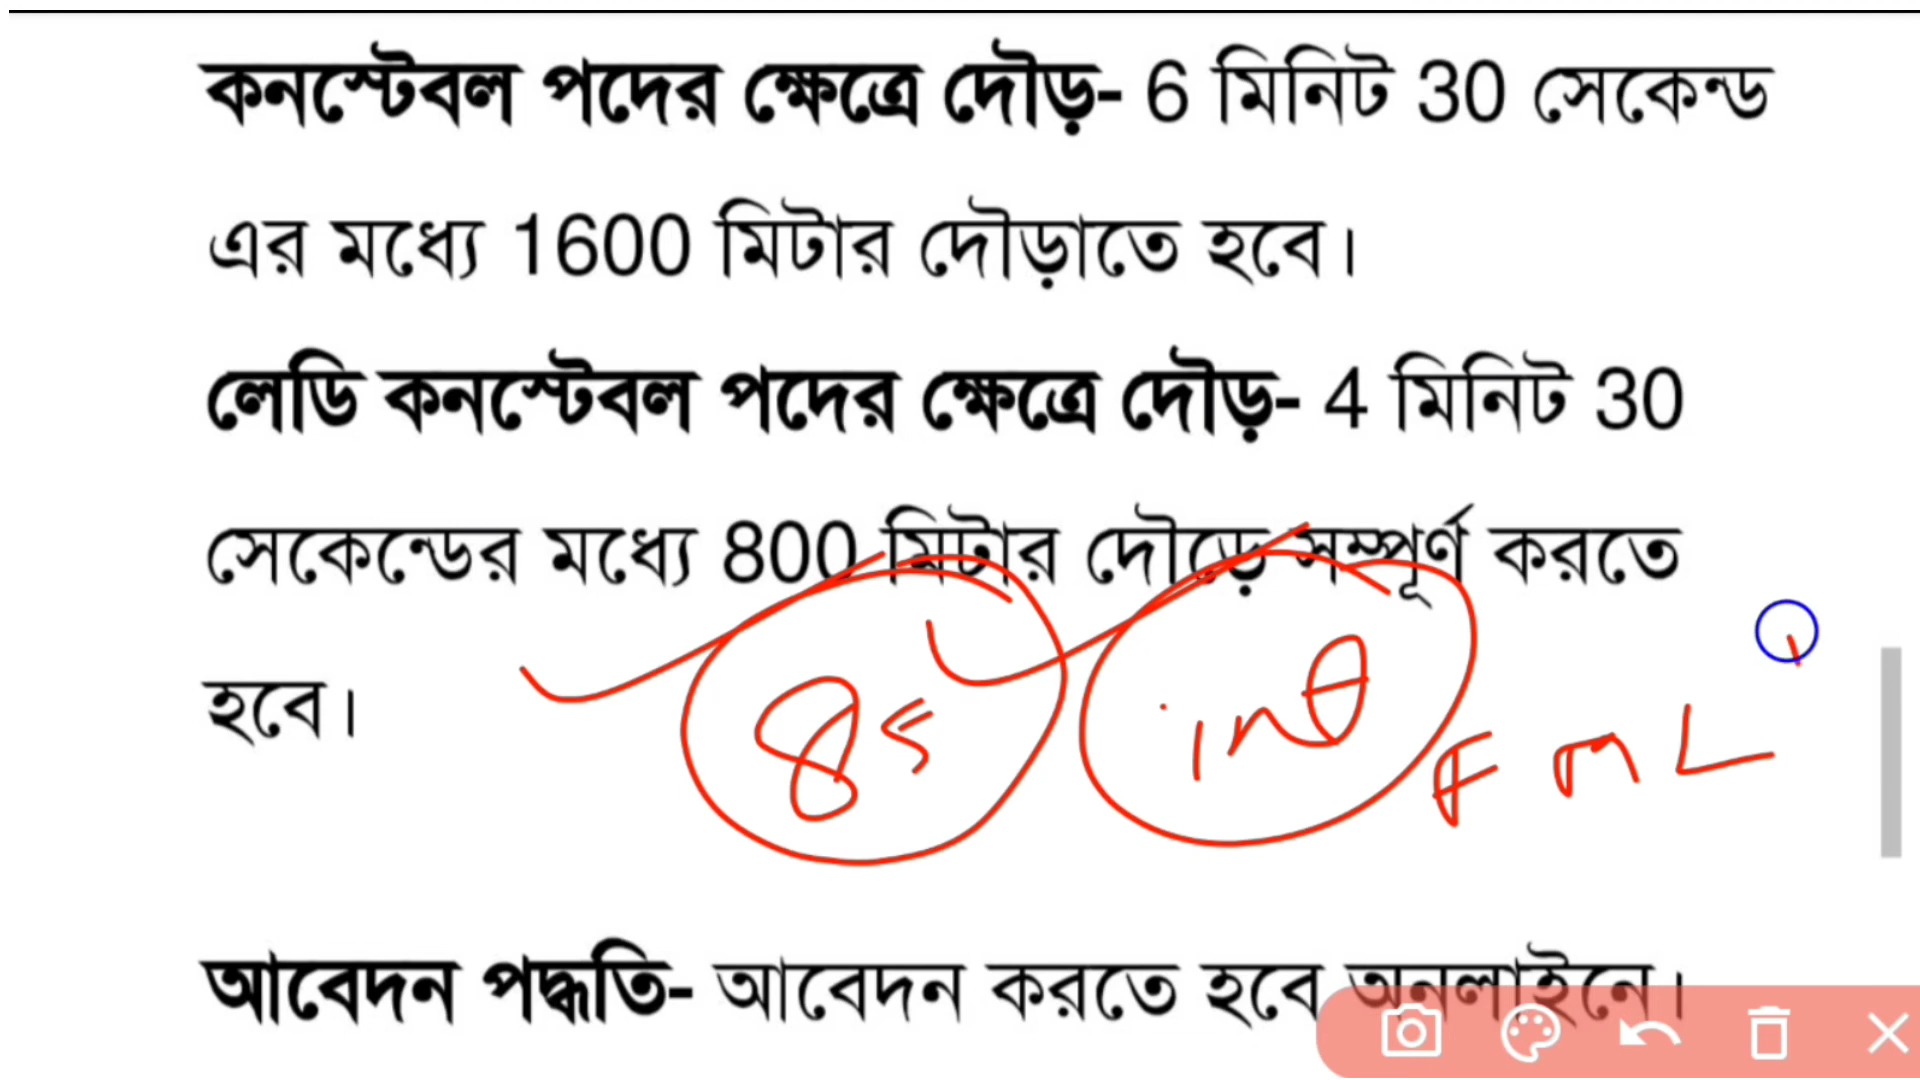 কনস্টেবল পদের ক্ষেত্রে দৌড়- 6 মিনিট 30 সেকেন্ড
এর মধ্যে 1600 মিটার দৌড়াতে হবে।
লেডি কনস্টেবল পদের ক্ষেত্রে দৌড়- 4 মিনিট 30
সেকেন্ডের মধ্যে 800 মিটার দৌড়ে সম্পূর্ণ করতে
হবে।
আবেদন পদ্ধতি- আবেদন করতে হবে অনলাইনে।